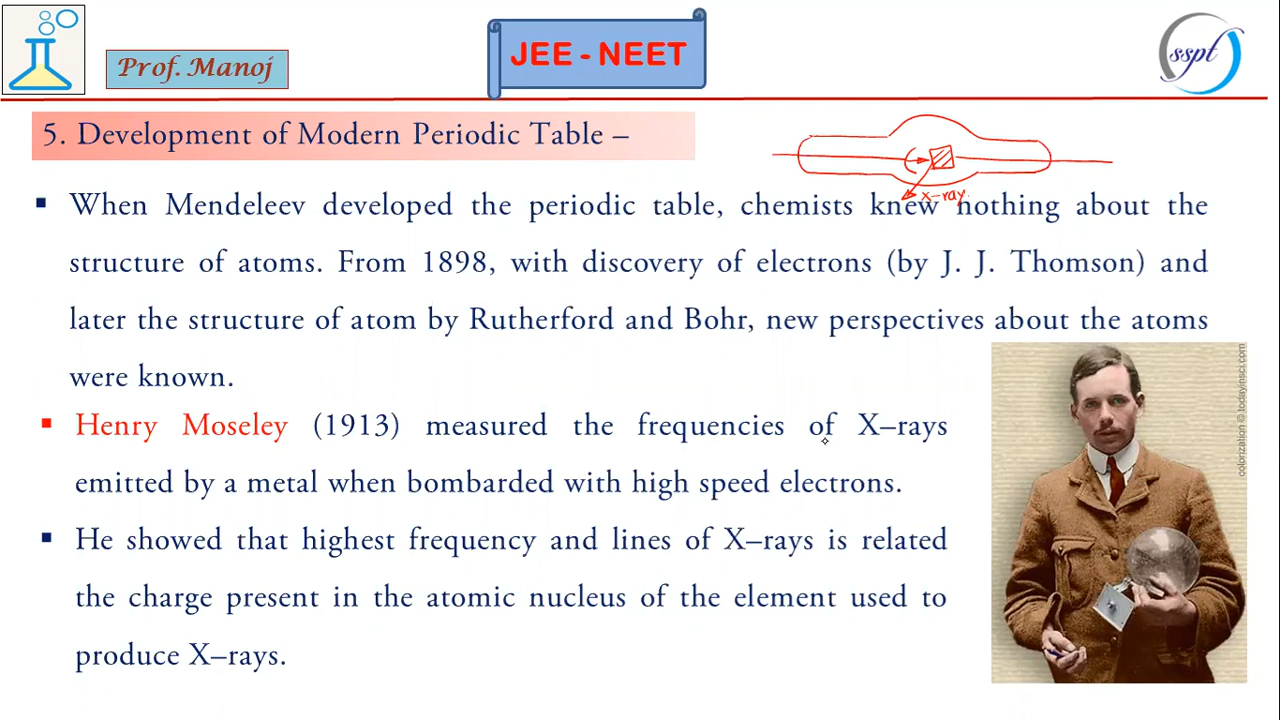 Prof. Manoj
JEE - NEET
sspt
5. Development of Modern Periodic Table –
x-ray
▪ When Mendeleev developed the periodic table, chemists knew nothing about the
structure of atoms. From 1898, with discovery of electrons (by J. J. Thomson) and
later the structure of atom by Rutherford and Bohr, new perspectives about the atoms
were known.
▪ Henry Moseley (1913) measured the frequencies of X–rays
emitted by a metal when bombarded with high speed electrons.
▪ He showed that highest frequency and lines of X–rays is related
the charge present in the atomic nucleus of the element used to
produce X–rays.
colorization © todayinsci.com